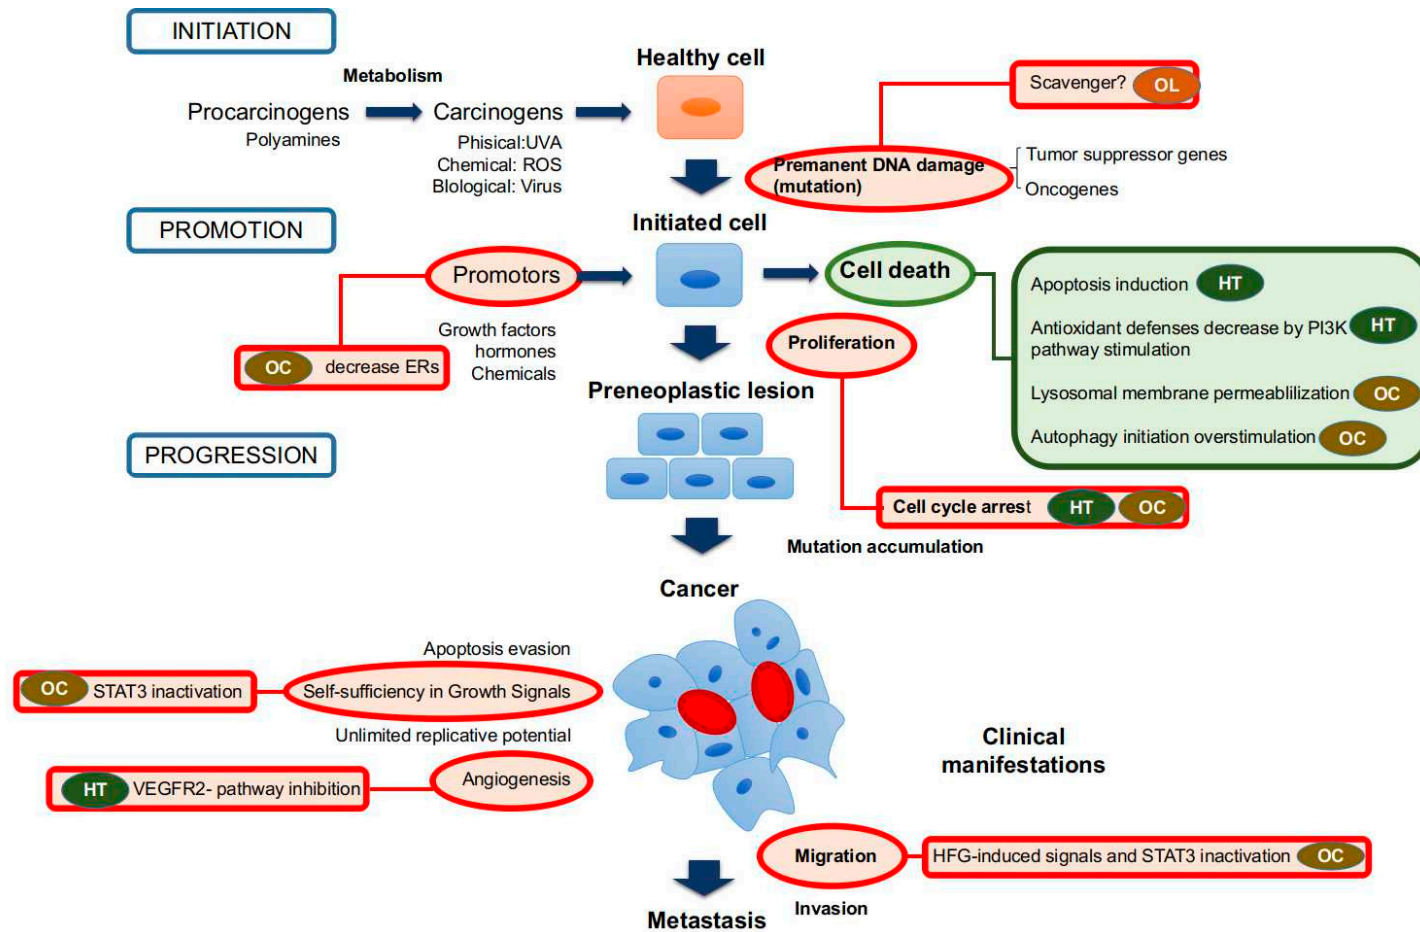 INITIATION
Healthy cell
Metabolism
Scavenger? OL
Procarcinogens
Carcinogens
Polyamines
Phisical:UVA
Chemical: ROS
BIological: Virus
Premanent DNA damage
(mutation)
Tumor suppressor genes
Oncogenes
PROMOTION
Initiated cell
Promotors
Cell death
Apoptosis induction HT
Antioxidant defenses decrease by PI3K HT
pathway stimulation
Lysosomal membrane permeablilization OC
Autophagy initiation overstimulation OC
Growth factors
hormones
Chemicals
OC decrease ERs
Proliferation
Preneoplastic lesion
PROGRESSION
Cell cycle arrest HT OC
Mutation accumulation
Cancer
Apoptosis evasion
OC STAT3 inactivation
Self-sufficiency in Growth Signals
Unlimited replicative potential
HT VEGFR2- pathway inhibition
Angiogenesis
Clinical
manifestations
Migration
HFG-induced signals and STAT3 inactivation OC
Invasion
Metastasis